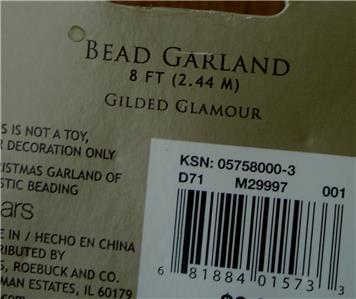 BEAD GARLAND
8 FT (2.44 M)
GILDED GLAMOUR
S IS NOT A TOY,
R DECORATION ONLY
RISTMAS GARLAND OF
STIC BEADING
ars
E IN / HECHO EN CHINA
TRIBUTED BY
S, ROEBUCK AND CO.
MAN ESTATES, IL 60179
KSN: 05758000-3
D71 M29997 001
6 81884 01573 3